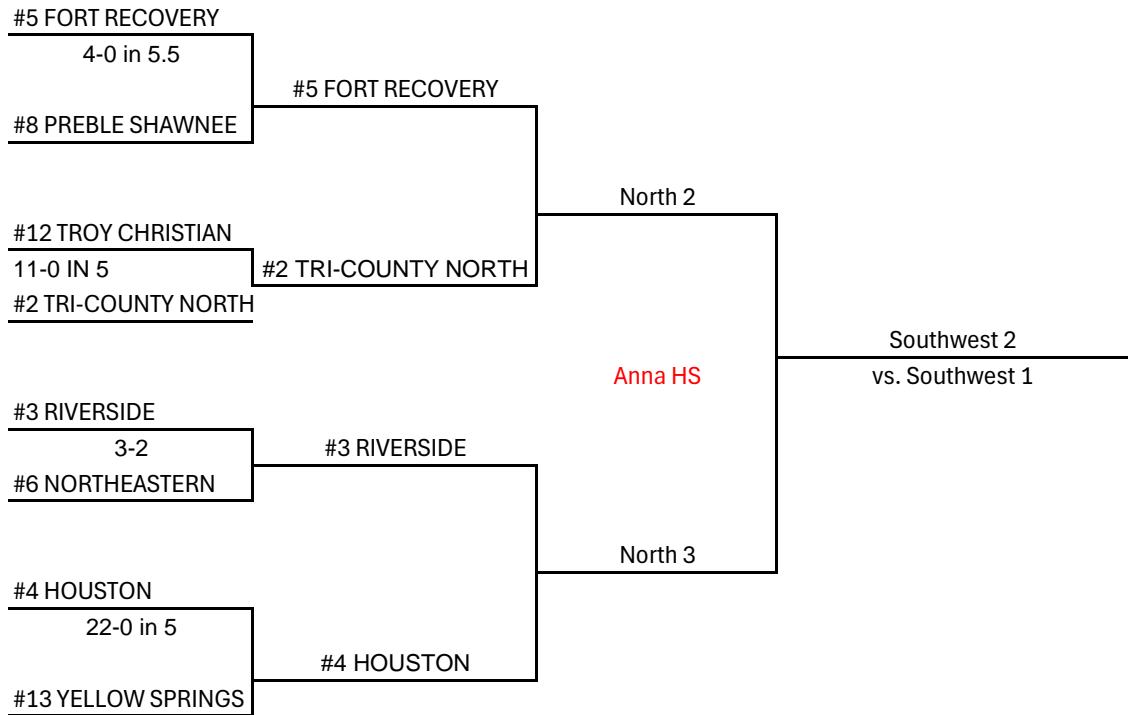 #5 FORT RECOVERY
4-0 in 5.5
#5 FORT RECOVERY
#8 PREBLE SHAWNEE
North 2
#12 TROY CHRISTIAN
11-0 IN 5
#2 TRI-COUNTY NORTH
#2 TRI-COUNTY NORTH
Southwest 2
Anna HS
vs. Southwest 1
#3 RIVERSIDE
3-2
#3 RIVERSIDE
#6 NORTHEASTERN
North 3
#4 HOUSTON
22-0 in 5
#4 HOUSTON
#13 YELLOW SPRINGS